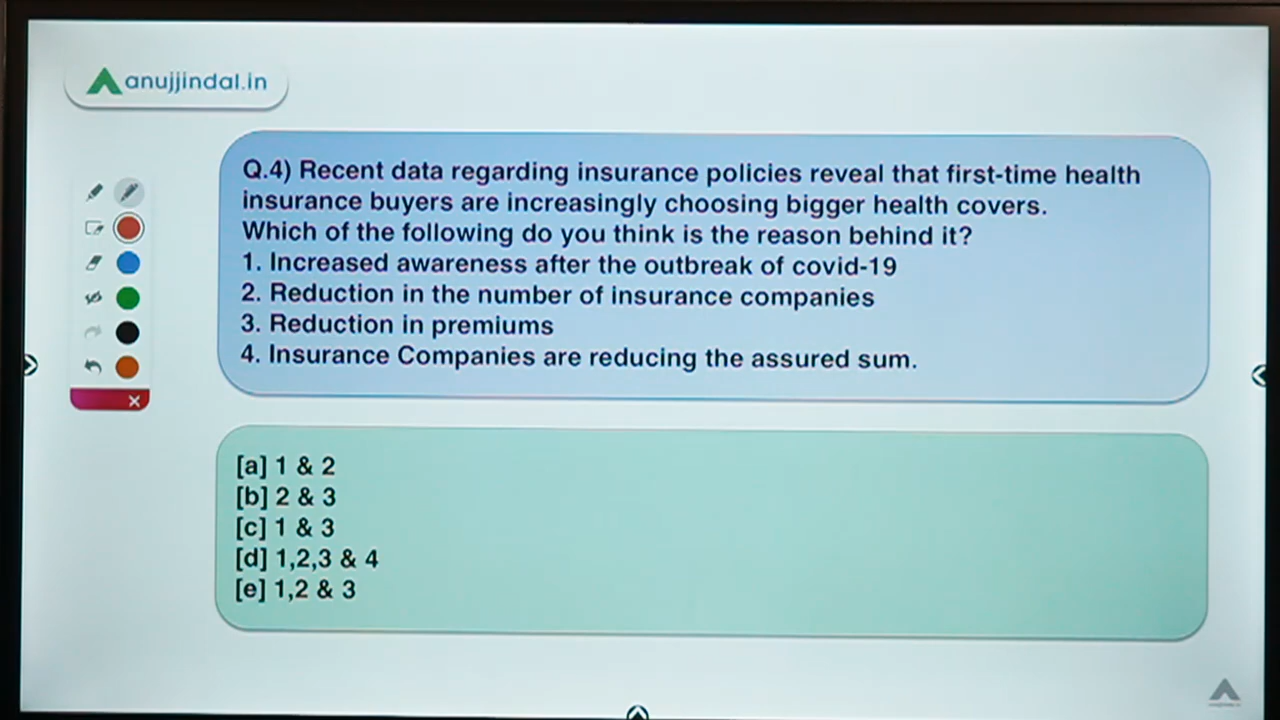 anujjindal.in
Q.4) Recent data regarding insurance policies reveal that first-time health
insurance buyers are increasingly choosing bigger health covers.
Which of the following do you think is the reason behind it?
1. Increased awareness after the outbreak of covid-19
2. Reduction in the number of insurance companies
3. Reduction in premiums
4. Insurance Companies are reducing the assured sum.
[a] 1 & 2
[b] 2 & 3
[c] 1 & 3
[d] 1,2,3 & 4
[e] 1,2 & 3